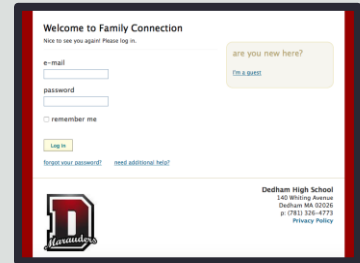 Welcome to Family Connection
Nice to see you again! Please log in.
e-mail
password
remember me
Log in
forgot your password? need additional help?
are you new here?
I'm a guest
D
Marauders
Dedham High School
140 Whiting Avenue
Dedham MA 02026
p: (781) 326-4773
Privacy Policy